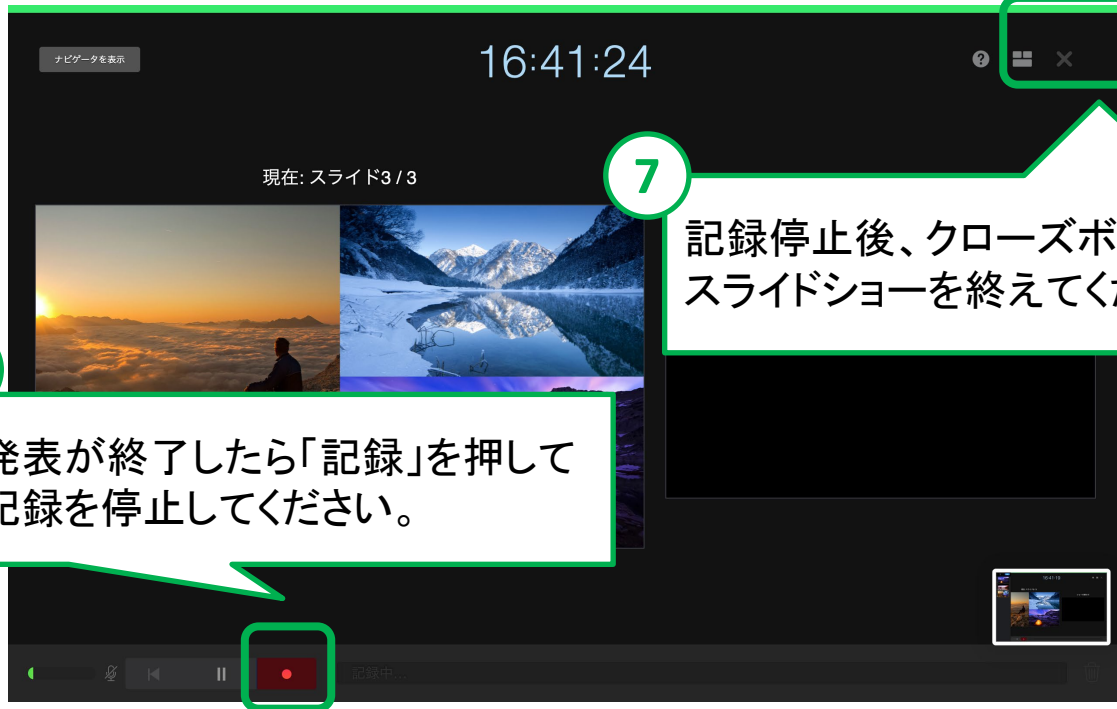 ナビゲータを表示
16:41:24
現在: スライド3 / 3
7
記録停止後、クローズボ
スライドショーを終えてくだ
発表が終了したら「記録」を押して
記録を停止してください。
記録中...